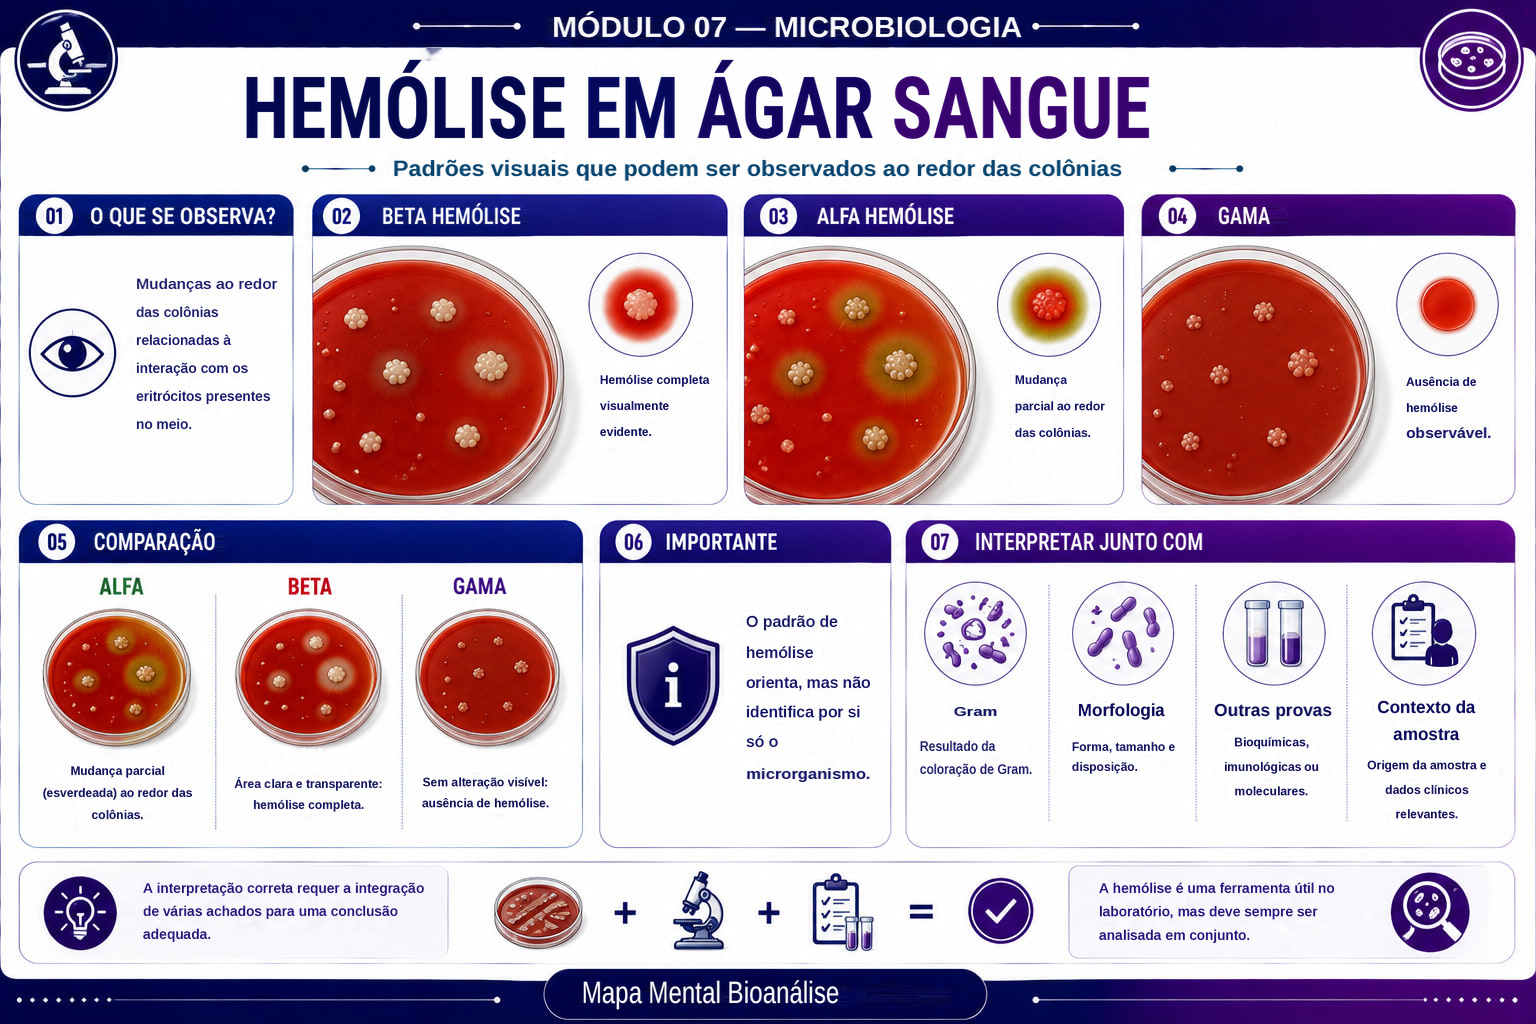 MÓDULO 07 — MICROBIOLOGIA
HEMÓLISE EM ÁGAR SANGUE
Padrões visuais que podem ser observados ao redor das colônias
01 O QUE SE OBSERVA?
Mudanças ao redor
das colônias
relacionadas à
interação com os
eritrócitos presentes
no meio.
02 BETA HEMÓLISE
Hemólise completa
visualmente
evidente.
03 ALFA HEMÓLISE
Mudança
parcial ao redor
das colônias.
04 GAMA
Ausência de
hemólise
observável.
05 COMPARAÇÃO
ALFA
Mudança parcial
(esverdeada) ao redor das
colônias.
BETA
Área clara e transparente:
hemólise completa.
GAMA
Sem alteração visível:
ausência de hemólise.
06 IMPORTANTE
i
O padrão de
hemólise
orienta, mas não
identifica por si
só o
microrganismo.
07 INTERPRETAR JUNTO COM
Gram
Resultado da
coloração de Gram.
Morfologia
Forma, tamanho e
disposição.
Outras provas
Bioquímicas,
imunológicas ou
moleculares.
Contexto da
amostra
Origem da amostra e
dados clínicos
relevantes.
A interpretação correta requer a integração
de várias achados para uma conclusão
adequada.
+ + =
A hemólise é uma ferramenta útil no
laboratório, mas deve sempre ser
analisada em conjunto.
Mapa Mental Bioanálise